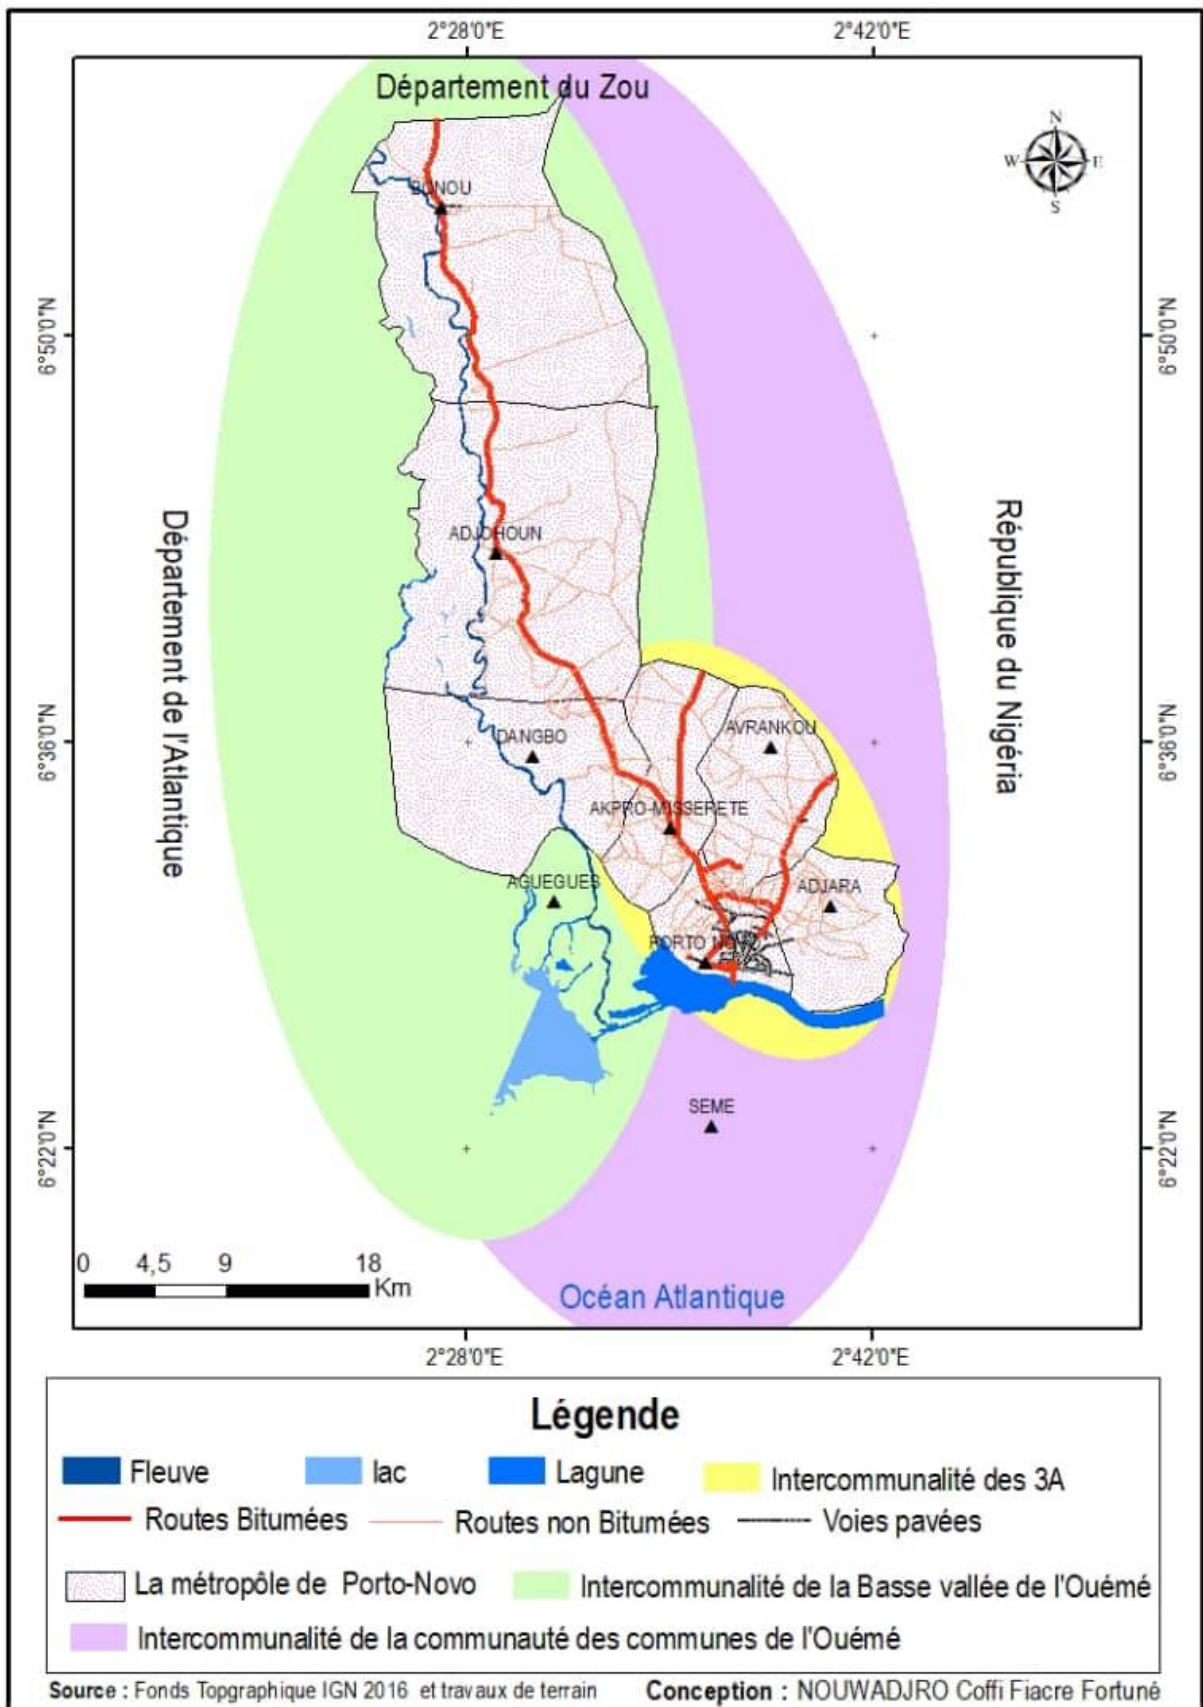 2°28'0"E 2°42'0"E
Département du Zou
N
W E
S
BONOU
6°50'0"N 6°50'0"N
ADJOHOUN
Département de l'Atlantique
République du Nigéria
6°36'0"N 6°36'0"N
DANGBO
AVRANKOU
AKPRO-MISSERETE
AGUEGUES
ADJARA
PORTO NOVO
SEME
6°22'0"N 6°22'0"N
0 4,5 9 18
Km
Océan Atlantique
2°28'0"E 2°42'0"E
Légende
Fleuve lac Lagune Intercommunalité des 3A
Routes Bitumées Routes non Bitumées Voies pavées
La métropôle de Porto-Novo Intercommunalité de la Basse vallée de l'Ouémé
Intercommunalité de la communauté des communes de l'Ouémé
Source : Fonds Topgraphique IGN 2016 et travaux de terrain Conception : NOUWADJRO Coffi Fiacre Fortuné